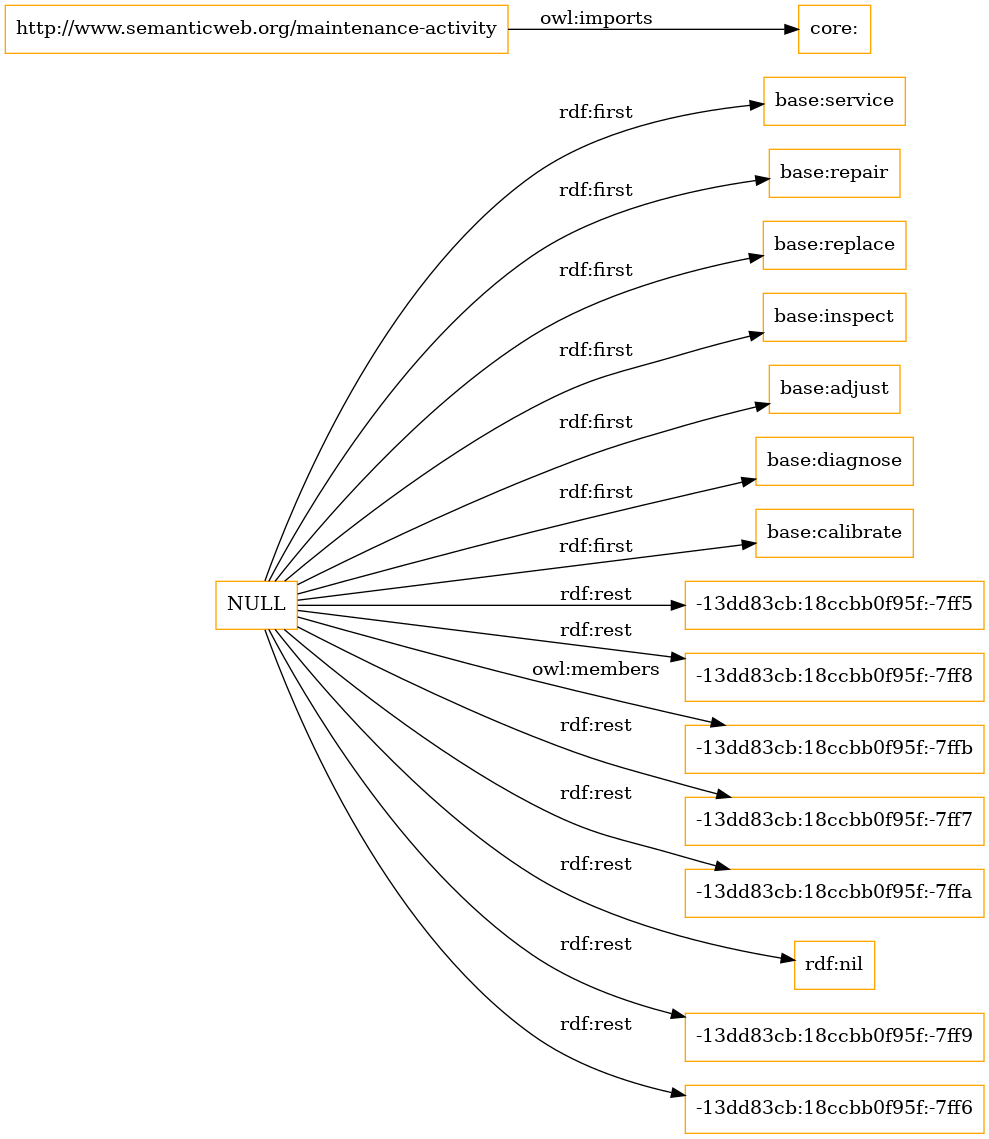 http://www.semanticweb.org/maintenance-activity
owl:imports
core:
rdf:first
base:service
rdf:first
base:repair
rdf:first
base:replace
rdf:first
base:inspect
rdf:first
base:adjust
rdf:first
base:diagnose
rdf:first
base:calibrate
NULL
rdf:rest
-13dd83cb:18ccbb0f95f:-7ff5
rdf:rest
-13dd83cb:18ccbb0f95f:-7ff8
owl:members
-13dd83cb:18ccbb0f95f:-7ffb
rdf:rest
-13dd83cb:18ccbb0f95f:-7ff7
rdf:rest
-13dd83cb:18ccbb0f95f:-7ffa
rdf:rest
rdf:nil
rdf:rest
-13dd83cb:18ccbb0f95f:-7ff9
rdf:rest
-13dd83cb:18ccbb0f95f:-7ff6